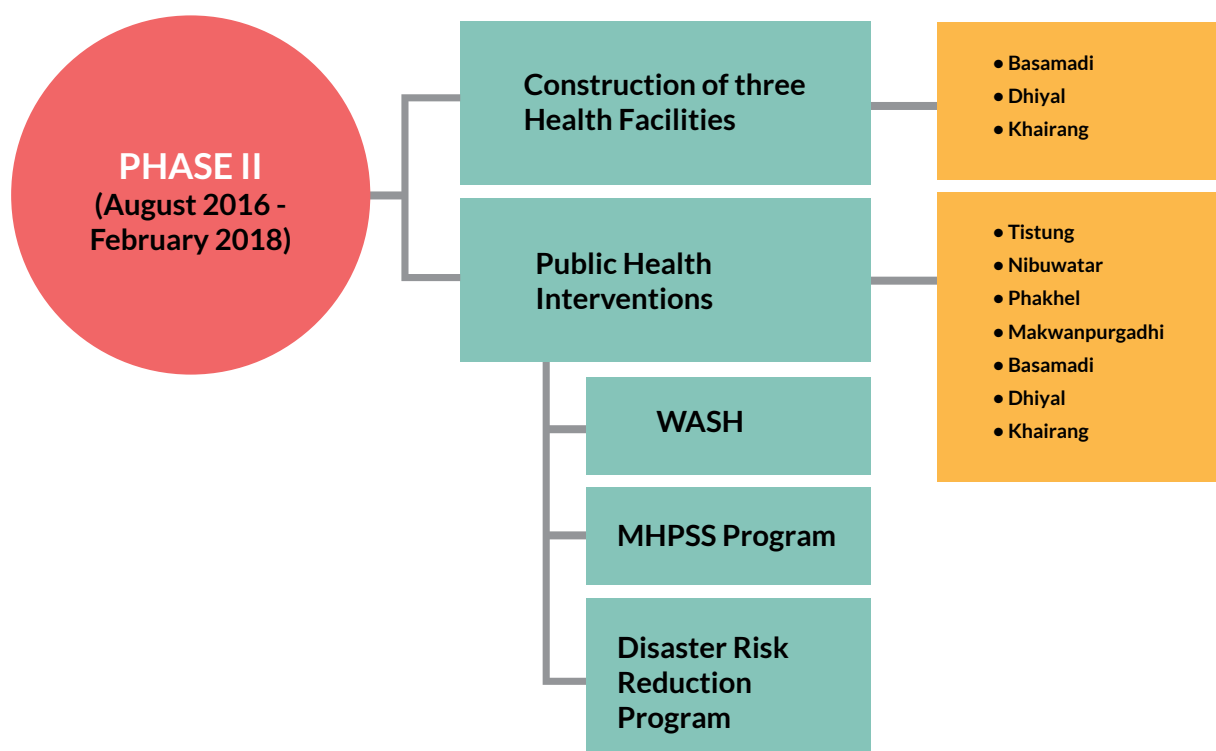 PHASE II
(August 2016 -
February 2018)
Construction of three
Health Facilities
• Basamadi
• Dhiyal
• Khairang
Public Health
Interventions
• Tistung
• Nibuwatar
• Phakhel
• Makwanpurgadhi
• Basamadi
• Dhiyal
• Khairang
WASH
MHPSS Program
Disaster Risk
Reduction
Program